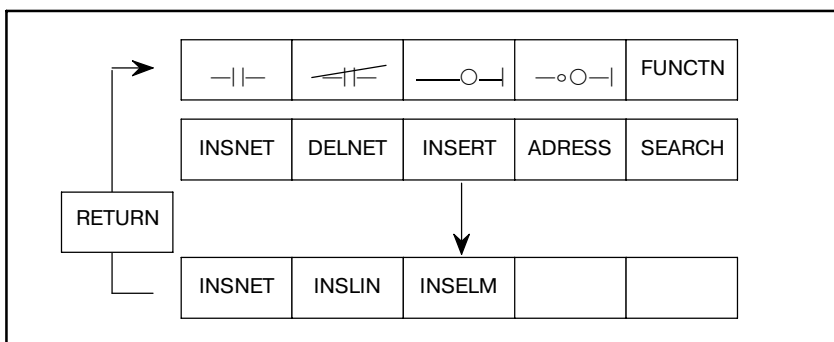 FUNCTN
INSNET DELNET INSERT ADRESS SEARCH
RETURN
INSNET INSLIN INSELM